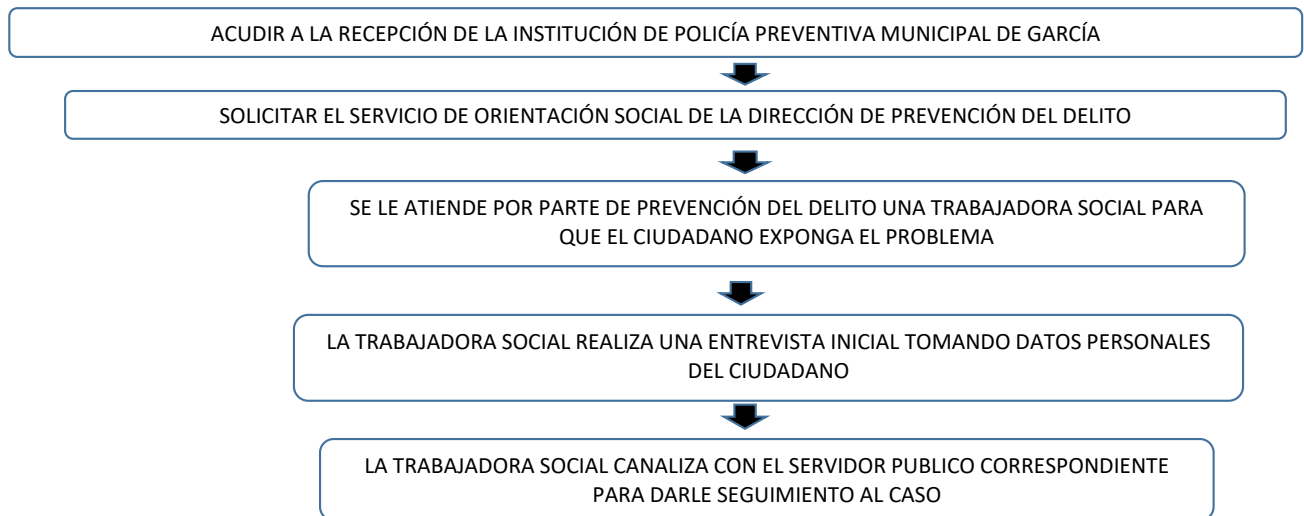 ACUDIR A LA RECEPCIÓN DE LA INSTITUCIÓN DE POLICÍA PREVENTIVA MUNICIPAL DE GARCÍA
SOLICITAR EL SERVICIO DE ORIENTACIÓN SOCIAL DE LA DIRECCIÓN DE PREVENCIÓN DEL DELITO
SE LE ATIENDE POR PARTE DE PREVENCIÓN DEL DELITO UNA TRABAJADORA SOCIAL PARA
QUE EL CIUDADANO EXPONGA EL PROBLEMA
LA TRABAJADORA SOCIAL REALIZA UNA ENTREVISTA INICIAL TOMANDO DATOS PERSONALES
DEL CIUDADANO
LA TRABAJADORA SOCIAL CANALIZA CON EL SERVIDOR PUBLICO CORRESPONDIENTE
PARA DARLE SEGUIMIENTO AL CASO